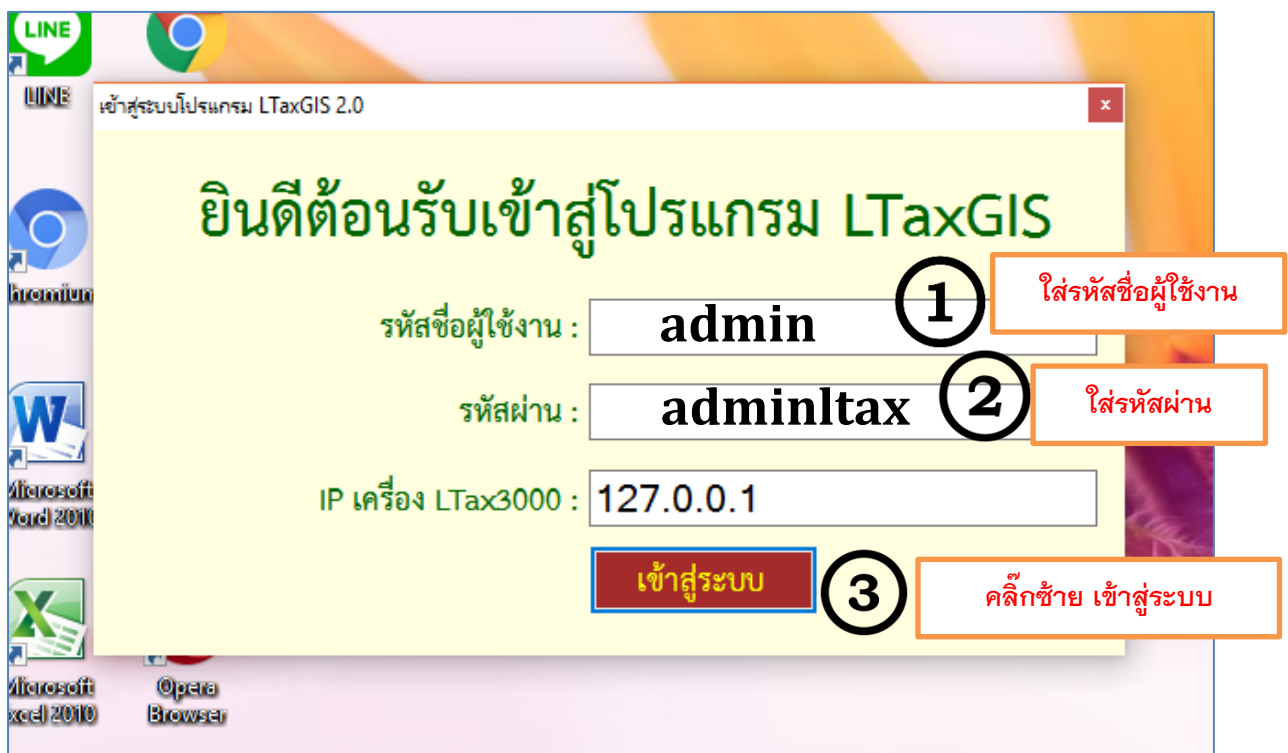 LINE
LINE
เข้าสู่ระบบโปรแกรม LTaxGIS 2.0
x
ยินดีต้อนรับเข้าสู่โปรแกรม LTaxGIS
hromium
รหัสชื่อผู้ใช้งาน : admin
1 ใส่รหัสชื่อผู้ใช้งาน
รหัสผ่าน : adminltax
2 ใส่รหัสผ่าน
W
Microsoft
Word 2010
IP เครื่อง LTax3000 : 127.0.0.1
เข้าสู่ระบบ
3 คลิ๊กซ้าย เข้าสู่ระบบ
X
Microsoft
xcel 2010
Opera
Browser